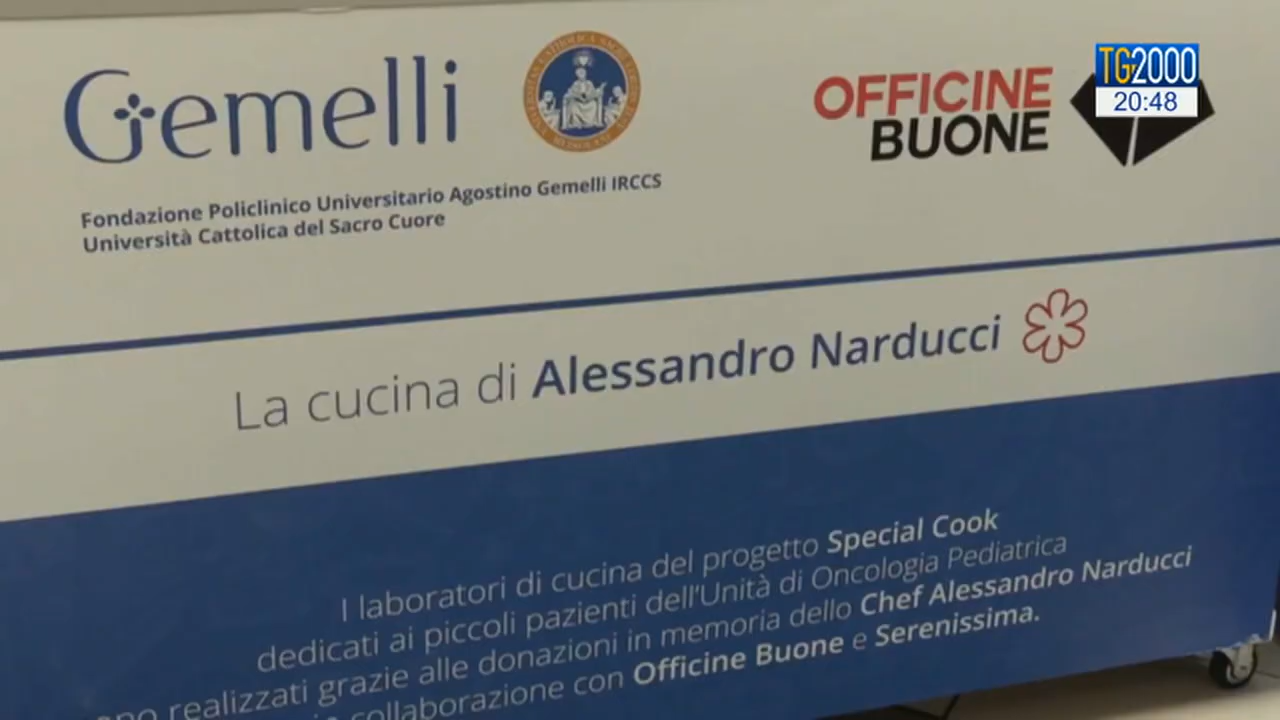 Gemelli
OFFICINE
BUONE
TG2000
20:48
Fondazione Policlinico Universitario Agostino Gemelli IRCCS
Università Cattolica del Sacro Cuore
La cucina di Alessandro Narducci
I laboratori di cucina del progetto Special Cook
dedicati ai piccoli pazienti dell'Unità di Oncologia Pediatrica
realizzati grazie alle donazioni in memoria dello Chef Alessandro Narducci
collaborazione con Officine Buone e Serenissima.